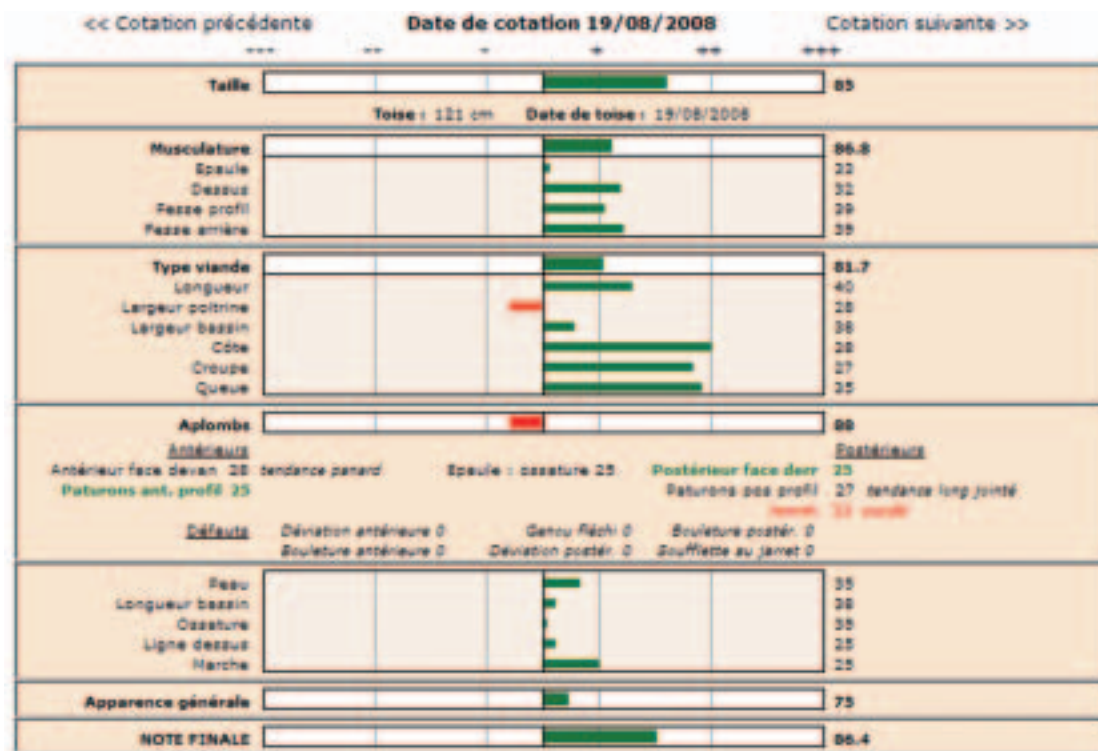 << Cotation précédente Date de cotation 19/08/2008 Cotation suivante >>
--- -- - + ++ +++
Taille 85
Toise : 121 cm Date de toise : 19/08/2008
Musculature 86.8
Epaule 33
Dessus 32
Fesse profil 39
Fesse arrière 39
Type viande 81.7
Longueur 40
Largeur poitrine 28
Largeur bassin 38
Côte 28
Croupe 27
Queue 35
Aplombs 88
Antérieurs Postérieurs
Antérieur face devan 28 tendance panard Epaule : ossature 25 Postérieur face derr 25
Paturons ant. profil 25 Paturons pos profil 27 tendance long jointé
Défauts Déviation antérieure 0 Genou fléchi 0 Bouleture postér. 0
Bouleture antérieure 0 Déviation postér. 0 Soufflette au jarret 0
Peau 35
Longueur bassin 38
Ossature 35
Ligne dessus 25
Marche 25
Apparence générale 75
NOTE FINALE 86.4